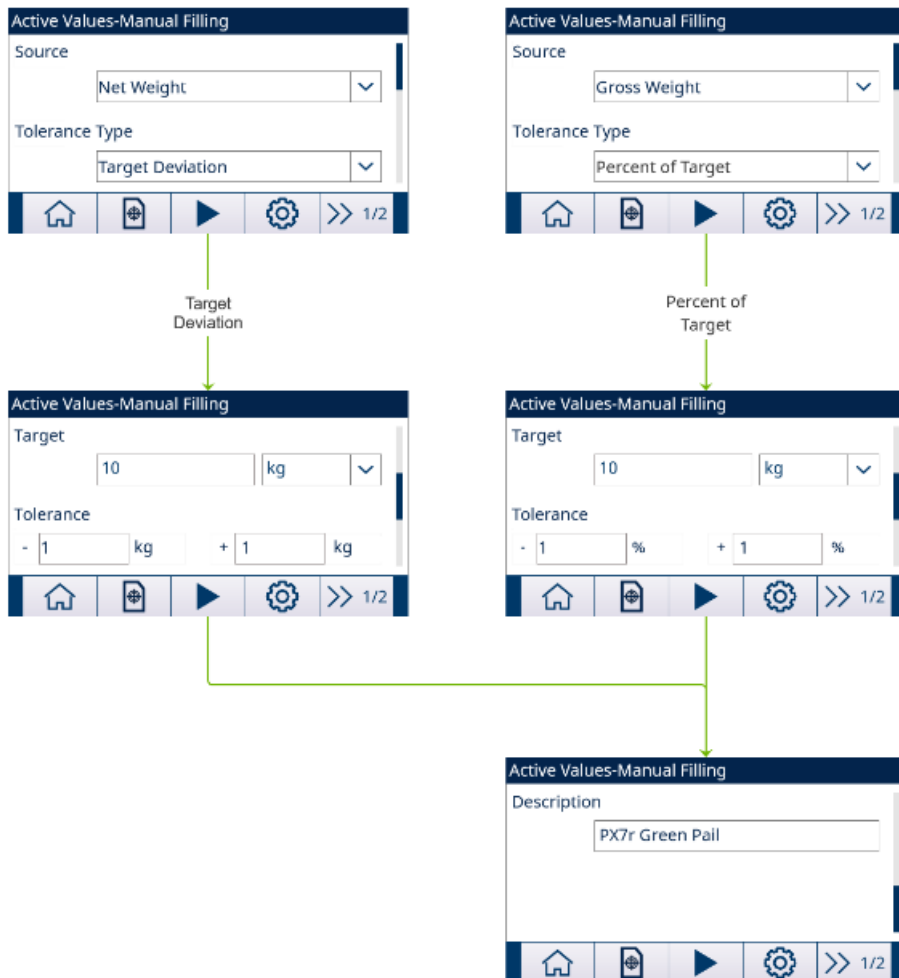 Active Values-Manual Filling
Source
Net Weight
Tolerance Type
Target Deviation
1/2
Active Values-Manual Filling
Source
Gross Weight
Tolerance Type
Percent of Target
1/2
Target
Deviation
Percent of
Target
Active Values-Manual Filling
Target
10 kg
Tolerance
- 1 kg + 1 kg
1/2
Active Values-Manual Filling
Target
10 kg
Tolerance
- 1 % + 1 %
1/2
Active Values-Manual Filling
Description
PX7r Green Pail
1/2